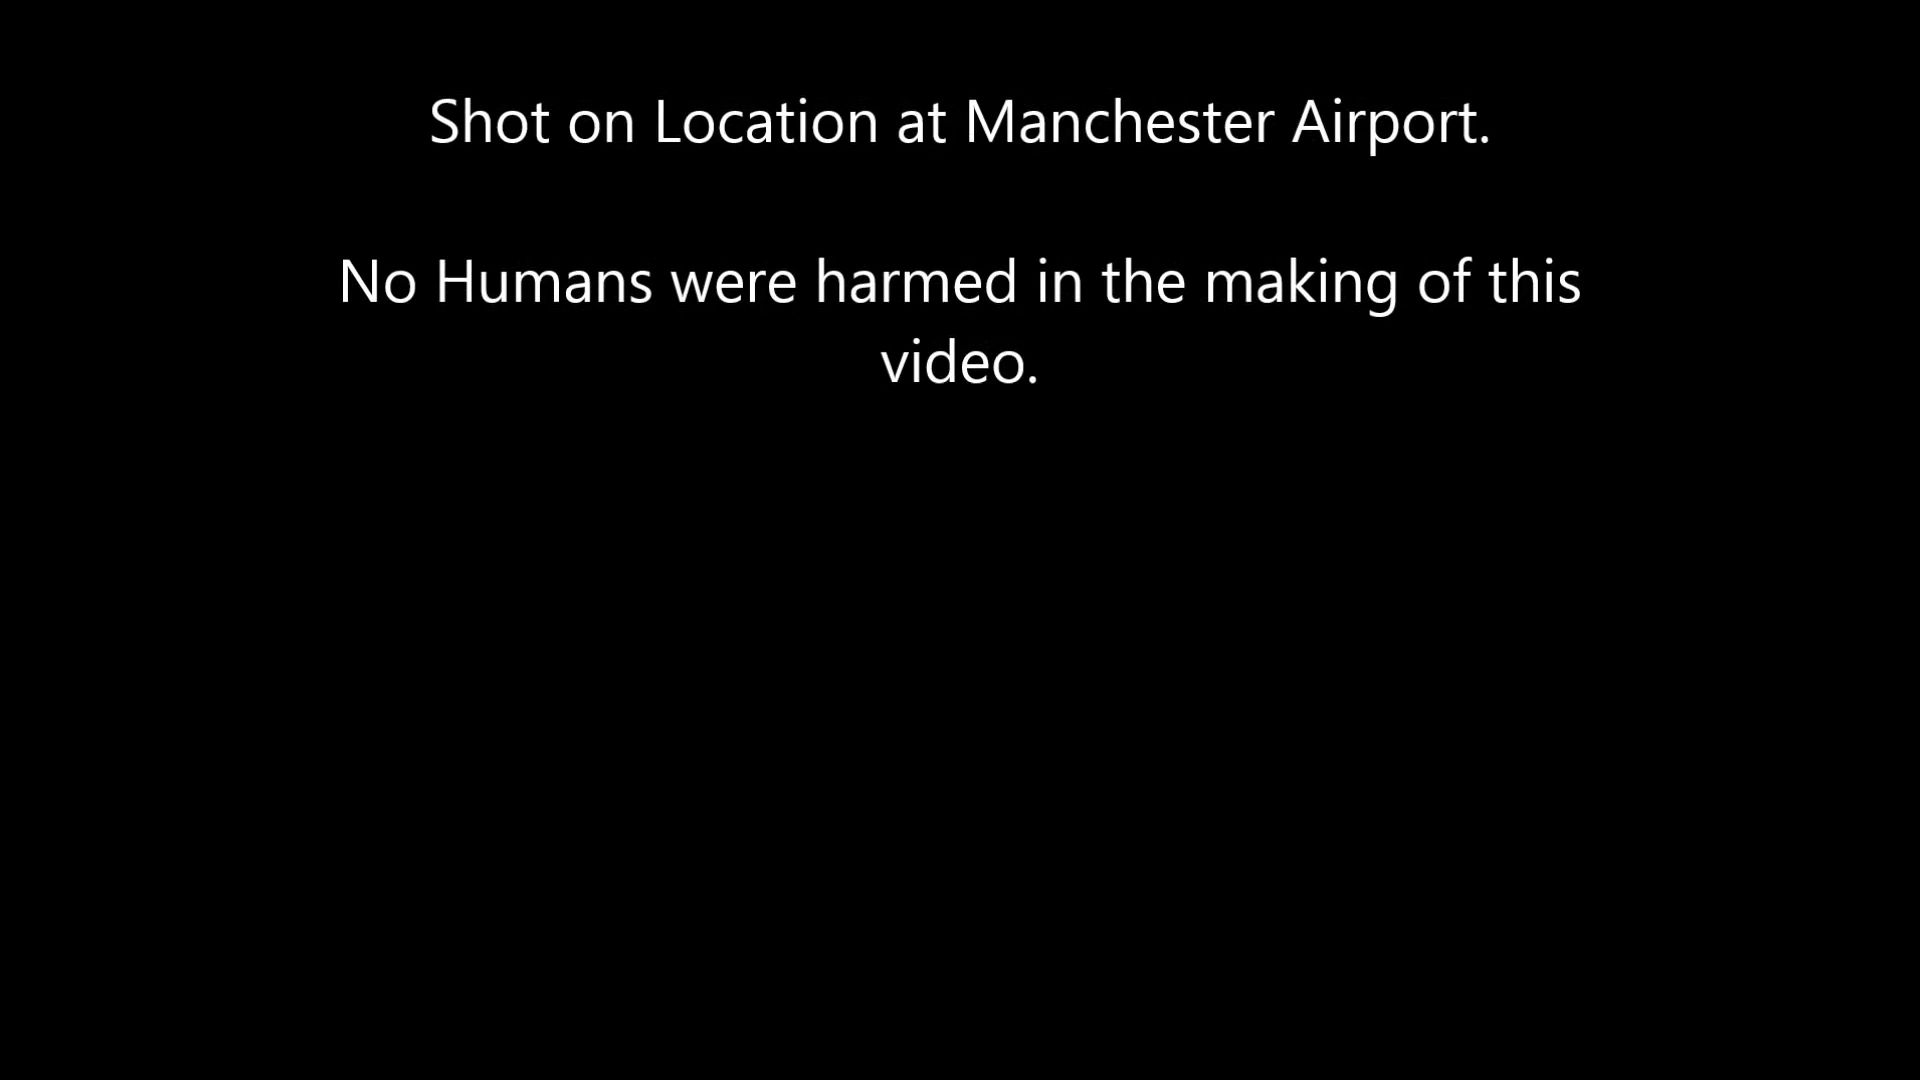 Shot on Location at Manchester Airport.
No Humans were harmed in the making of this
video.